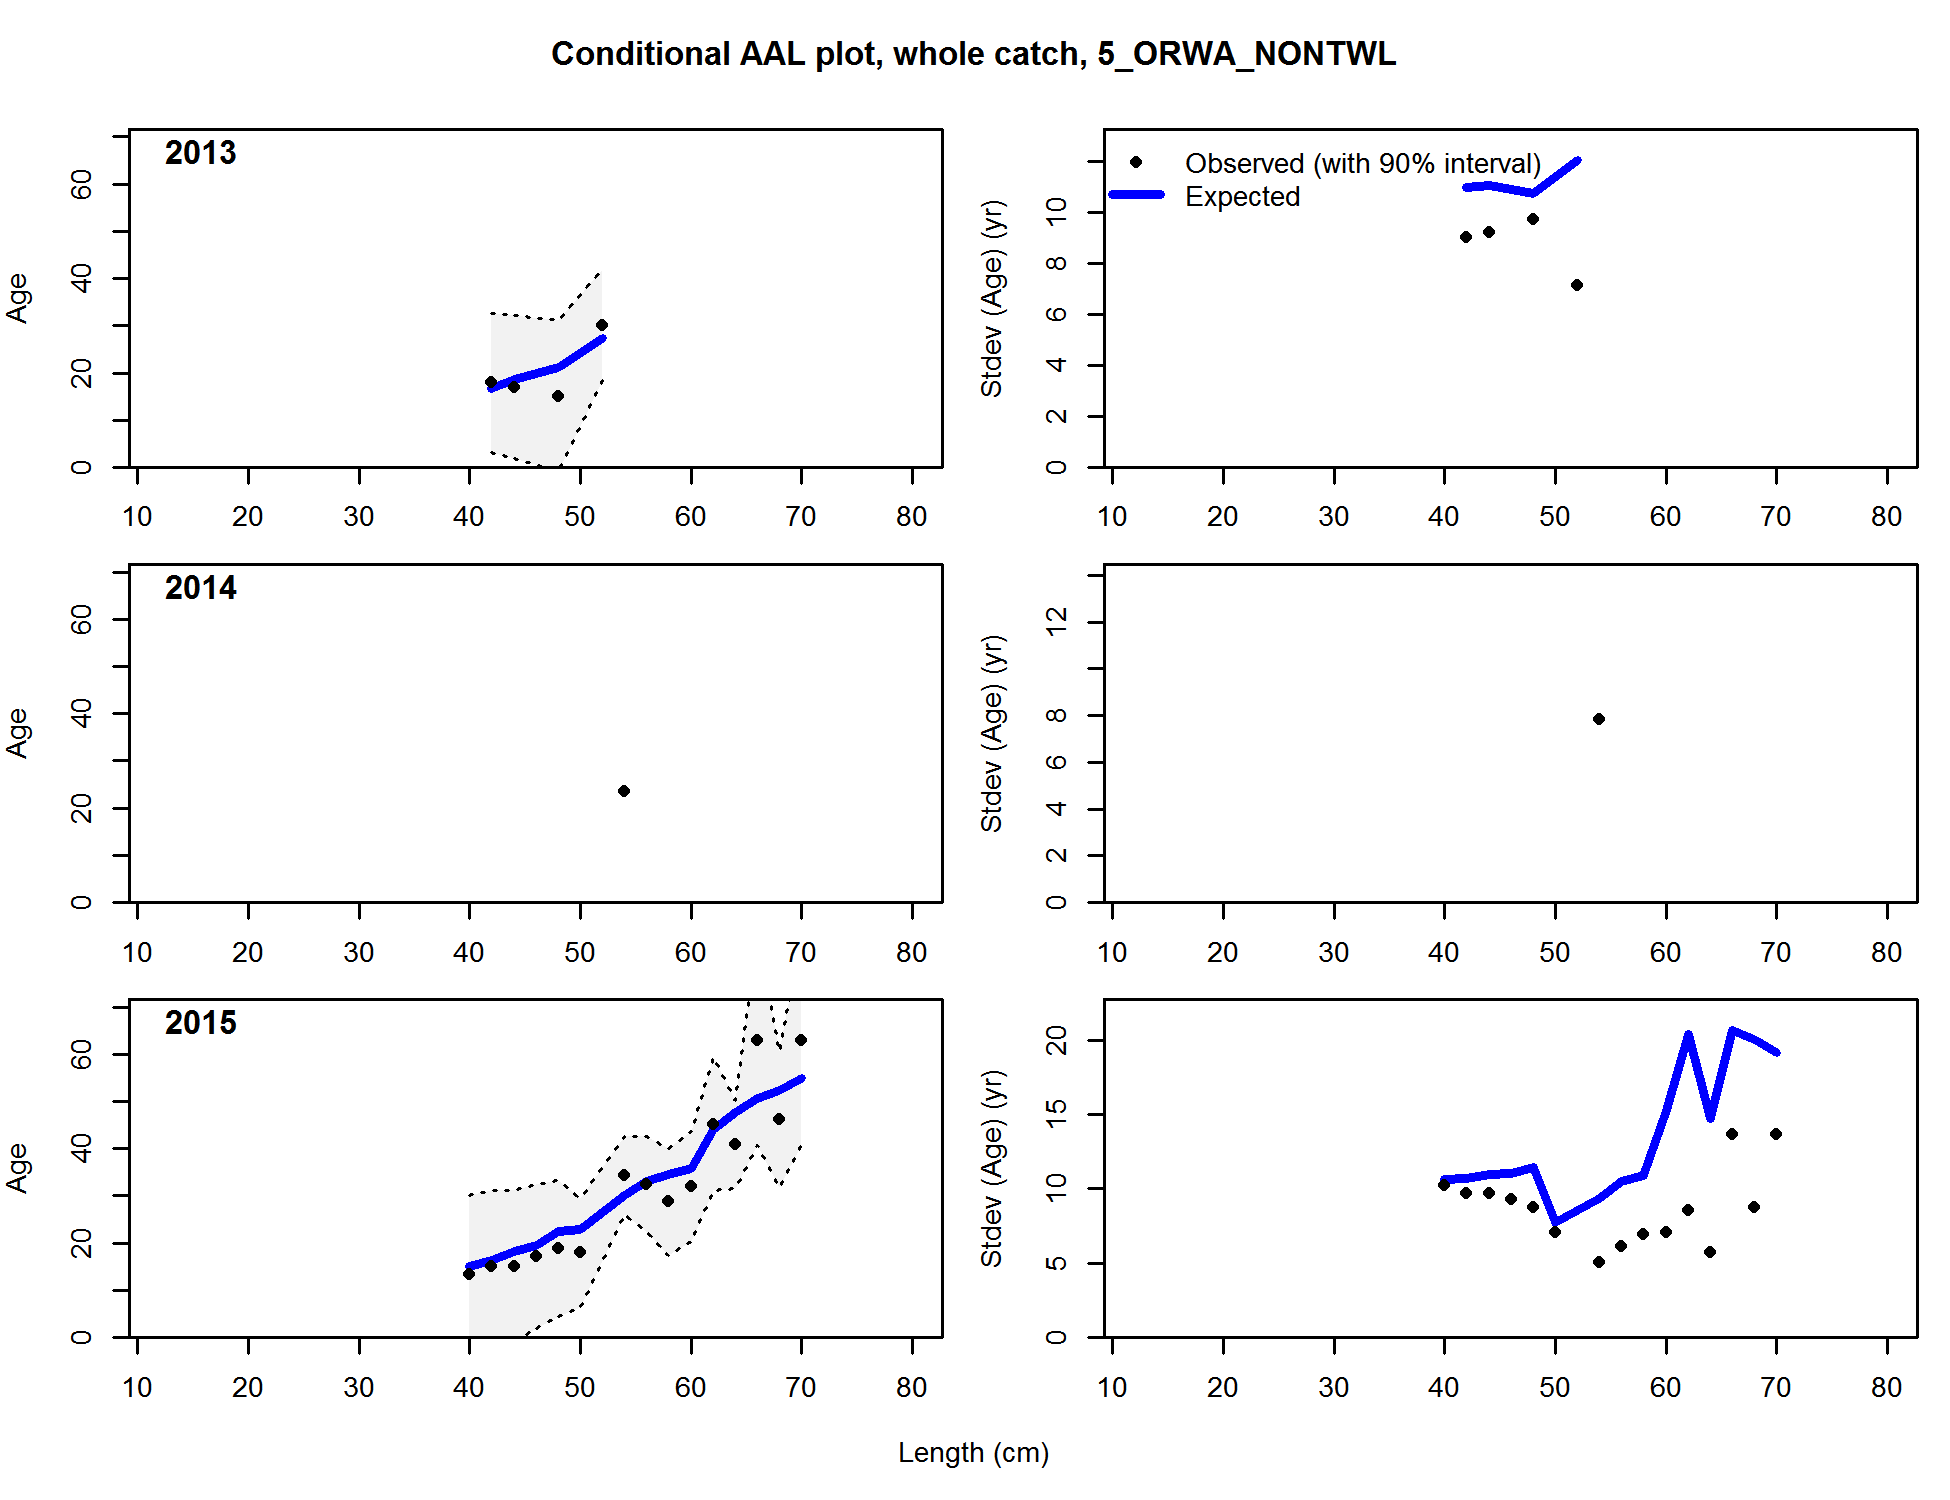 Conditional AAL plot, whole catch, 5_ORWA_NONTWL
2013
Age
0 20 40 60
10 20 30 40 50 60 70 80
Observed (with 90% interval)
Expected
Stdev (Age) (yr)
0 2 4 6 8 10
10 20 30 40 50 60 70 80
2014
Age
0 20 40 60
10 20 30 40 50 60 70 80
Stdev (Age) (yr)
0 2 4 6 8 12
10 20 30 40 50 60 70 80
2015
Age
0 20 40 60
10 20 30 40 50 60 70 80
Stdev (Age) (yr)
0 5 10 15 20
10 20 30 40 50 60 70 80
Length (cm)